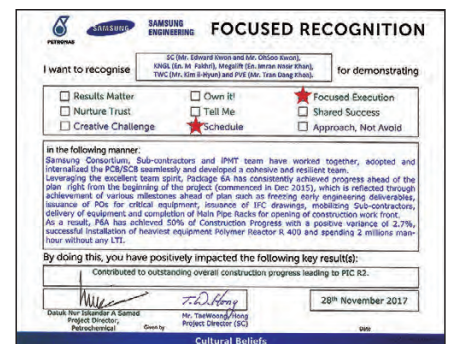 PETRONAS
SAMSUNG
SAMSUNG
ENGINEERING
FOCUSED RECOGNITION
I want to recognise
SC (Mr. Edward Kwon and Mr. OhSoo Kwon),
KNGL (En. M Fakhri), Megalift (En. Imran Nasir Khan),
TWC (Mr. Kim Il-Hyun) and PVE (Mr. Tran Dang Khan).
for demonstrating
Results Matter
Own it!
Focused Execution
Nurture Trust
Tell Me
Shared Success
Creative Challenge
Schedule
Approach, Not Avoid
in the following manner:
Samsung Consortium, Sub-contractors and IPMT team have worked together, adopted and
internalized the PCB/SCB seamlessly and developed a cohesive and resilient team.
Leveraging the excellent team spirit, Package 6A has consistently achieved progress ahead of the
plan right from the beginning of the project (commenced in Dec 2015), which is reflected through
achievement of various milestones ahead of plan such as freezing early engineering deliverables,
issuance of POs for critical equipment, issuance of IFC drawings, mobilizing Sub-contractors,
delivery of equipment and completion of Main Pipe Racks for opening of construction work front.
As a result, P6A has achieved 50% of Construction Progress with a positive variance of 2.7%,
successful installation of heaviest equipment Polymer Reactor R 400 and spending 2 million man-
hour without any LTI.
By doing this, you have positively impacted the following key result(s):
Contributed to outstanding overall construction progress leading to PIC R2.
T.W.Hong
28th November 2017
Datuk Nur Iskandar A Samad
Project Director,
Petrochemical
Given by
Mr. TaeWoong Hong
Project Director (SC)
Date
Cultural Beliefs